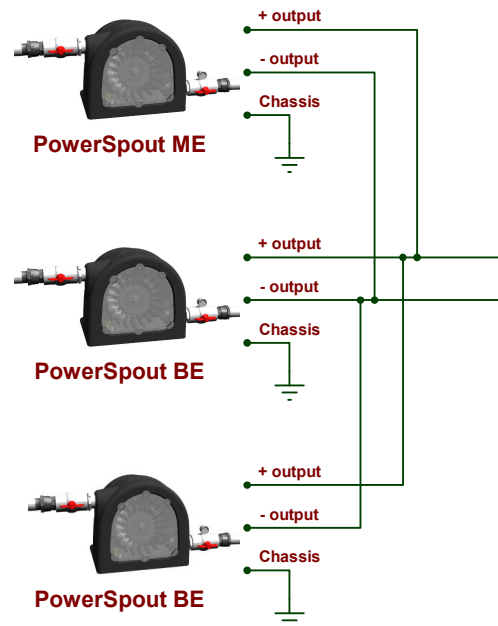 + output
- output
Chassis
PowerSpout ME
+ output
- output
Chassis
PowerSpout BE
+ output
- output
Chassis
PowerSpout BE